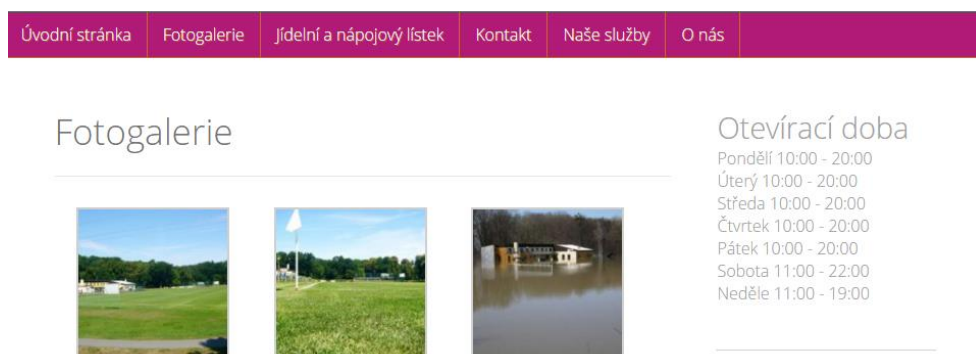 Úvodní stránka Fotogalerie Jídelní a nápojový lístek Kontakt Naše služby O nás
Fotogalerie
Otevírací doba
Pondělí 10:00 - 20:00
Úterý 10:00 - 20:00
Středa 10:00 - 20:00
Čtvrtek 10:00 - 20:00
Pátek 10:00 - 20:00
Sobota 11:00 - 22:00
Neděle 11:00 - 19:00